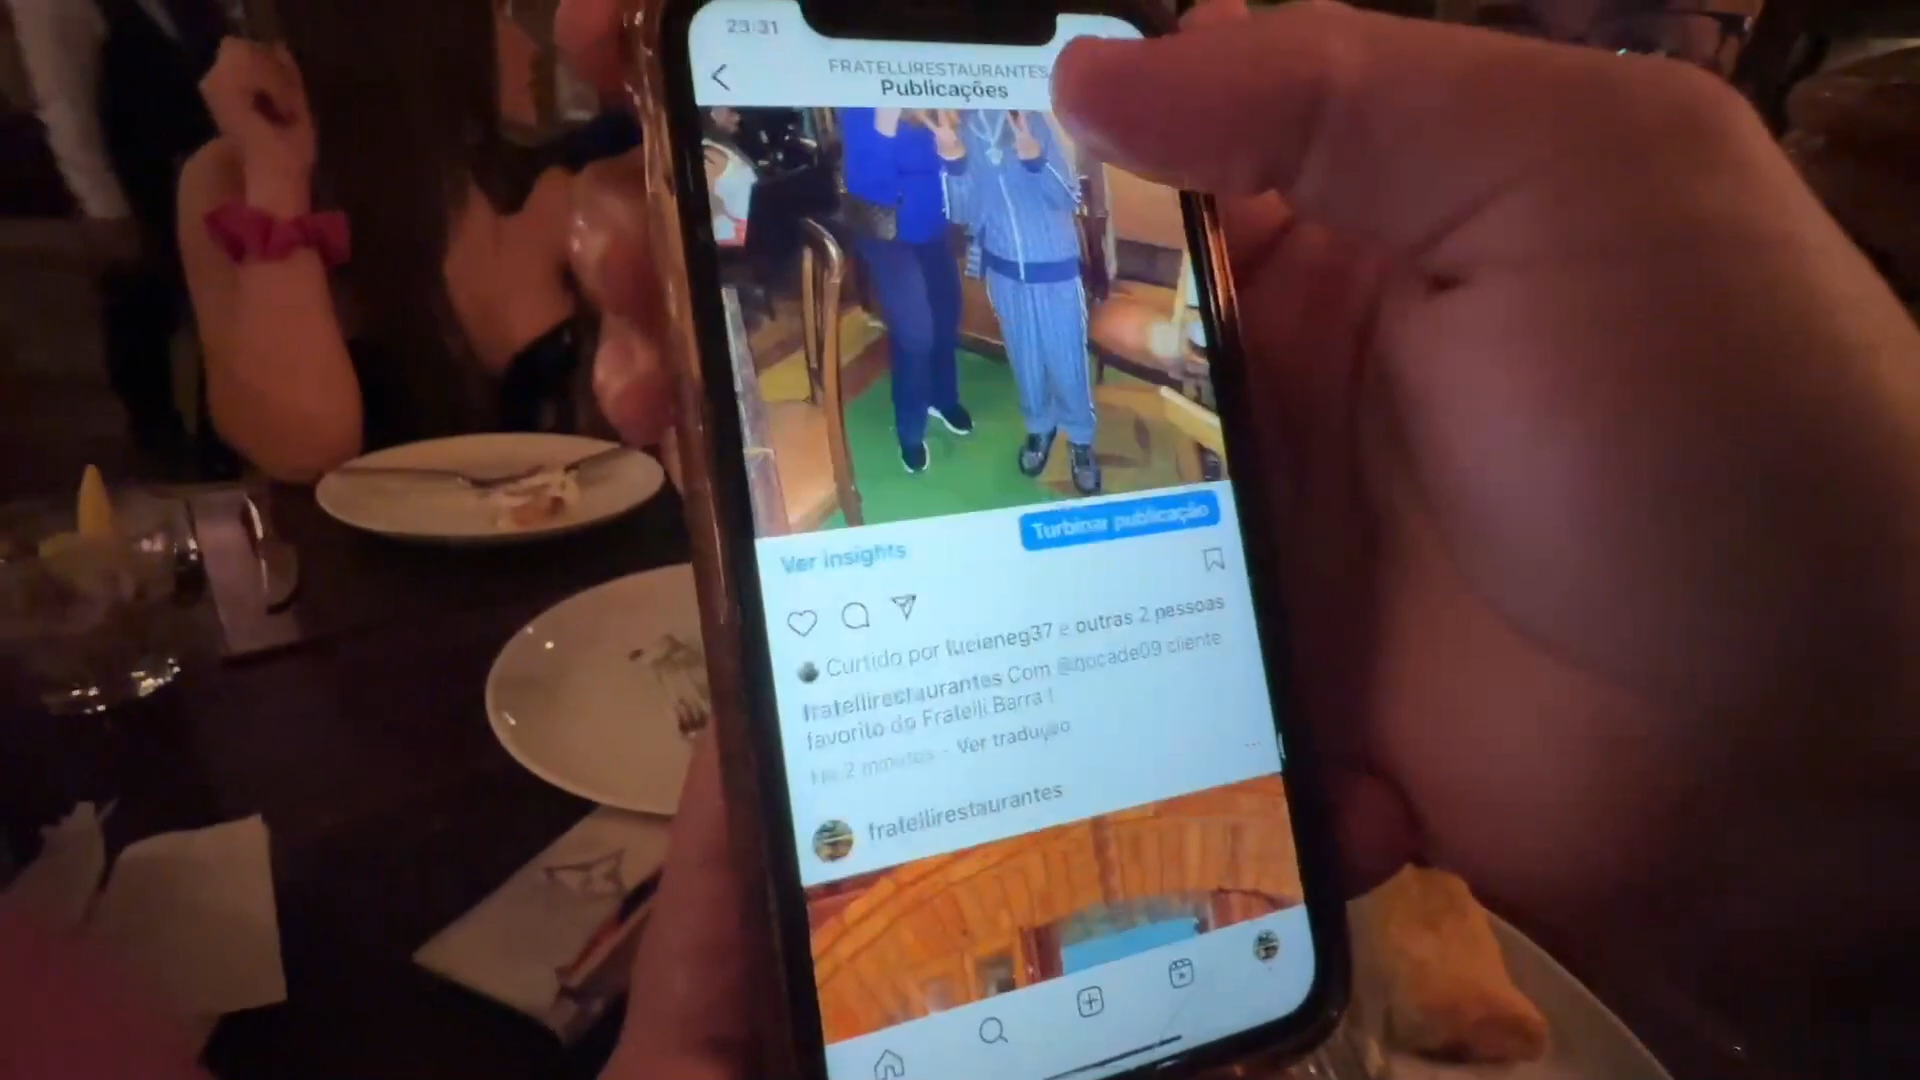 23:31
FRATELLIRESTAURANTES
Publicações
Ver insights
Turbinar publicação
Curtido por lucieneg37 e outras 2 pessoas
fratellirestaurantes Com @gocade09 cliente
favorito do Fratelli Barra !
Há 2 minutos · Ver tradução
fratellirestaurantes